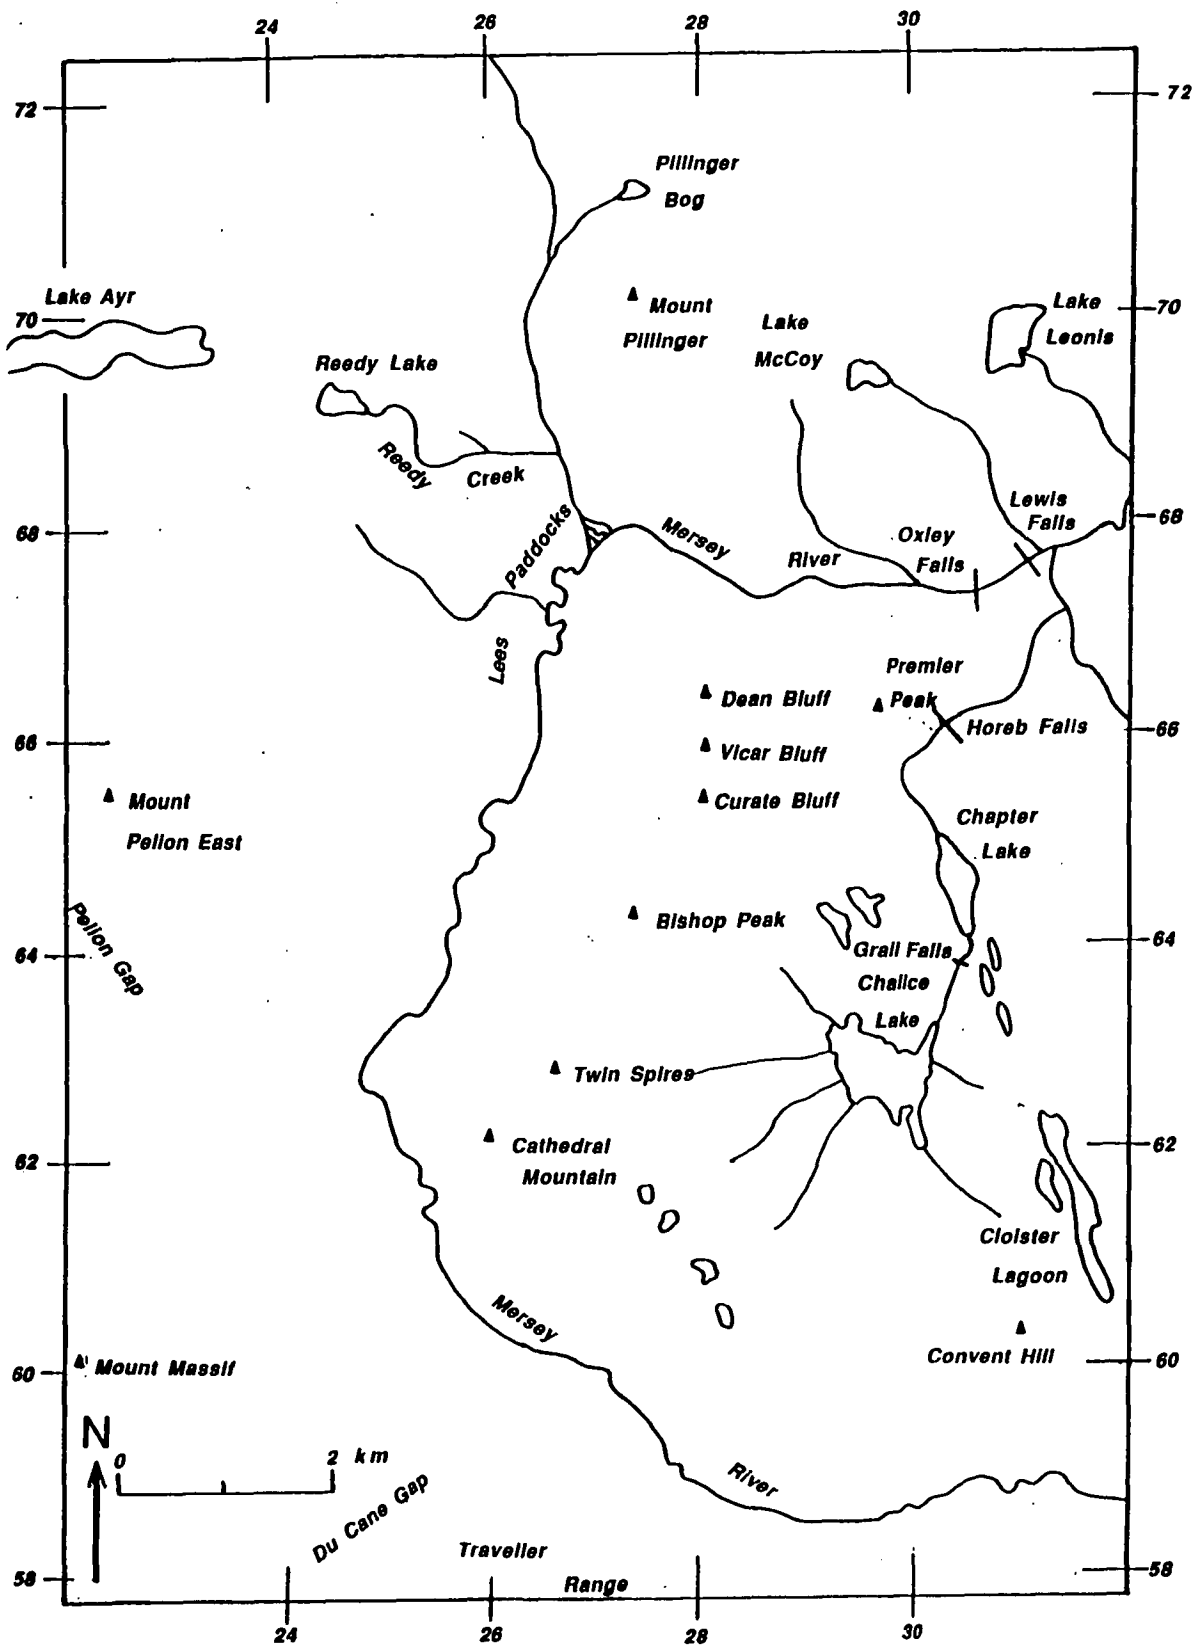 24
26
28
30
72
72
Pillinger
Bog
Lake Ayr
70
Mount
Pillinger
Lake
McCoy
Lake
Leonis
70
Reedy Lake
Reedy
Creek
Lewis
Falls
68
68
Paddocks
Mersey
River
Oxley
Falls
Lees
Premier
Peak
Dean Bluff
Horeb Falls
66
66
Vicar Bluff
Mount
Pelion East
Curate Bluff
Chapter
Lake
Pelion Gap
Bishop Peak
64
64
Grail Falls
Chalice
Lake
Twin Spires
62
62
Cathedral
Mountain
Cloister
Lagoon
Mersey
60
Mount Massif
Convent Hill
60
N
0
2 km
River
Du Cane Gap
Traveller
Range
58
58
24
26
28
30